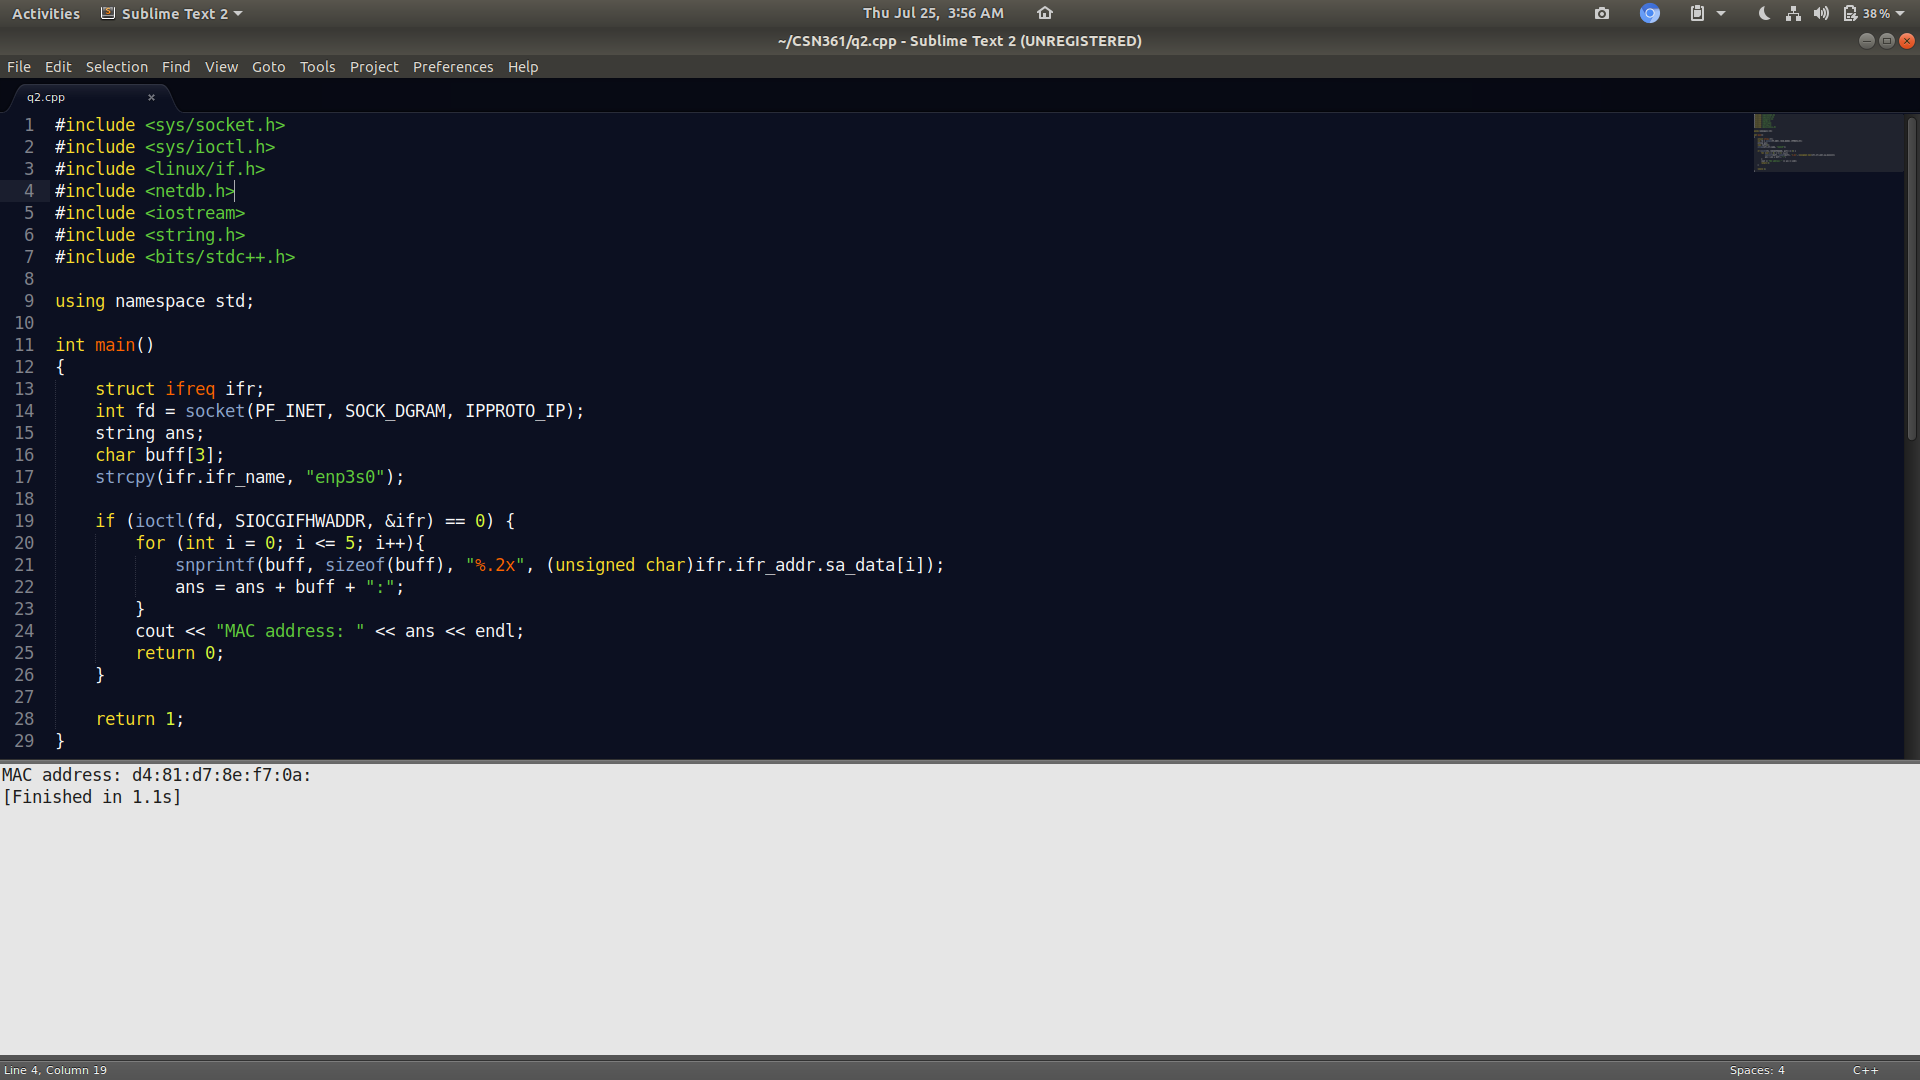 Activities Sublime Text 2 Thu Jul 25, 3:56 AM 38 %
~/CSN361/q2.cpp - Sublime Text 2 (UNREGISTERED)
File Edit Selection Find View Goto Tools Project Preferences Help
q2.cpp ×
1 #include <sys/socket.h>
2 #include <sys/ioctl.h>
3 #include <linux/if.h>
4 #include <netdb.h>
5 #include <iostream>
6 #include <string.h>
7 #include <bits/stdc++.h>
8
9 using namespace std;
10
11 int main()
12 {
13     struct ifreq ifr;
14     int fd = socket(PF_INET, SOCK_DGRAM, IPPROTO_IP);
15     string ans;
16     char buff[3];
17     strcpy(ifr.ifr_name, "enp3s0");
18
19     if (ioctl(fd, SIOCGIFHWADDR, &ifr) == 0) {
20         for (int i = 0; i <= 5; i++){
21             snprintf(buff, sizeof(buff), "%.2x", (unsigned char)ifr.ifr_addr.sa_data[i]);
22             ans = ans + buff + ":";
23         }
24         cout << "MAC address: " << ans << endl;
25         return 0;
26     }
27
28     return 1;
29 }
MAC address: d4:81:d7:8e:f7:0a:
[Finished in 1.1s]
Line 4, Column 19 Spaces: 4 C++